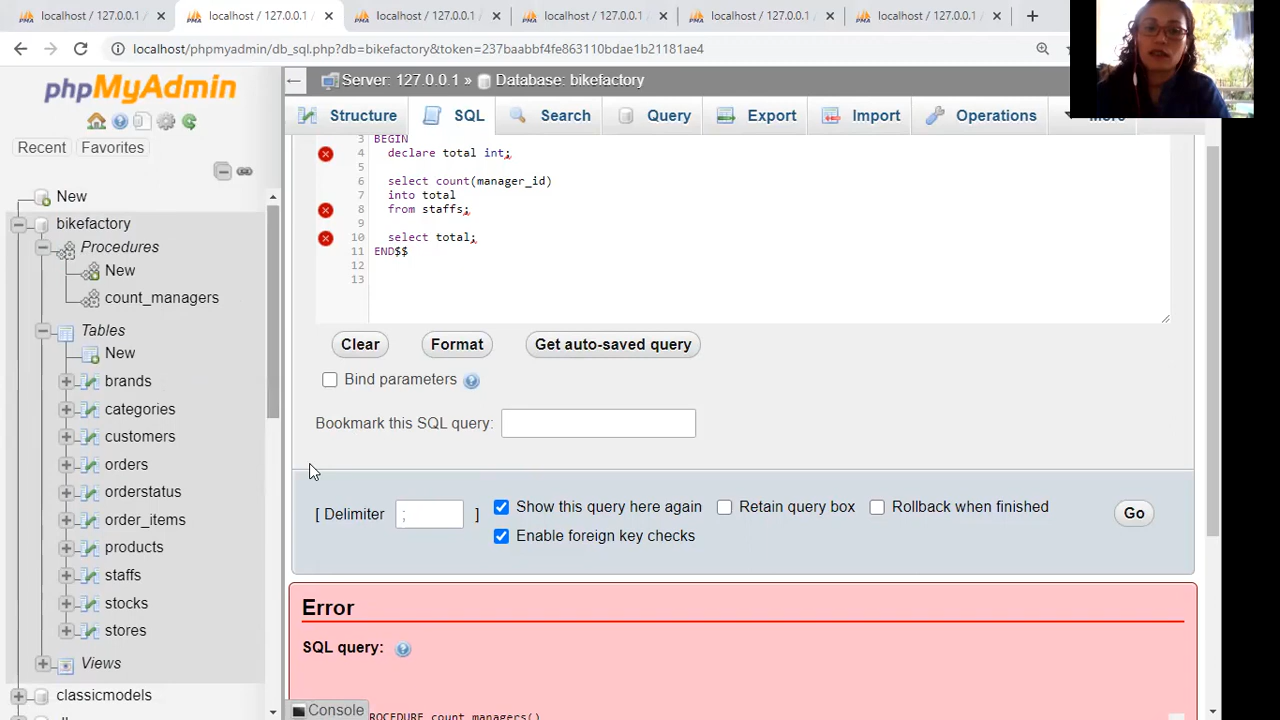 localhost / 127.0.0.1
localhost / 127.0.0.1
localhost / 127.0.0.1
localhost / 127.0.0.1
localhost / 127.0.0.1
localhost / 127.0.0.1
localhost/phpmyadmin/db_sql.php?db=bikefactory&token=237baabbf4fe863110bdae1b21181ae4
phpMyAdmin
Recent Favorites
New
bikefactory
Procedures
New
count_managers
Tables
New
brands
categories
customers
orders
orderstatus
order_items
products
staffs
stocks
stores
Views
classicmodels
Server: 127.0.0.1 » Database: bikefactory
Structure SQL Search Query Export Import Operations More
3 BEGIN
4 declare total int;
5
6 select count(manager_id)
7 into total
8 from staffs;
9
10 select total;
11 END$$
12
13
Clear Format Get auto-saved query
Bind parameters
Bookmark this SQL query:
[ Delimiter ; ] Show this query here again Retain query box Rollback when finished Go
Enable foreign key checks
Error
SQL query:
ROCEDURE count_managers()
Console